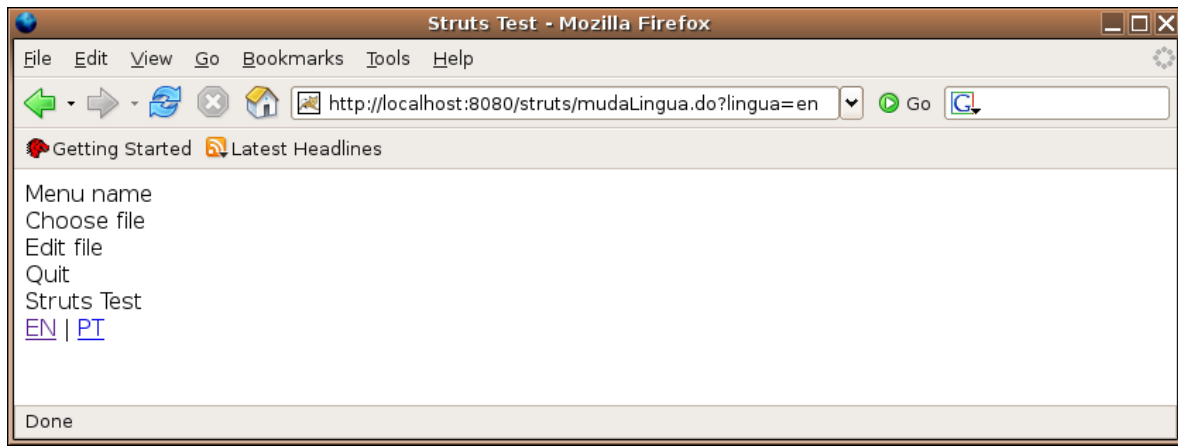 Struts Test - Mozilla Firefox
File Edit View Go Bookmarks Tools Help
http://localhost:8080/struts/mudaLingua.do?lingua=en Go G
Getting Started Latest Headlines
Menu name
Choose file
Edit file
Quit
Struts Test
EN | PT
Done